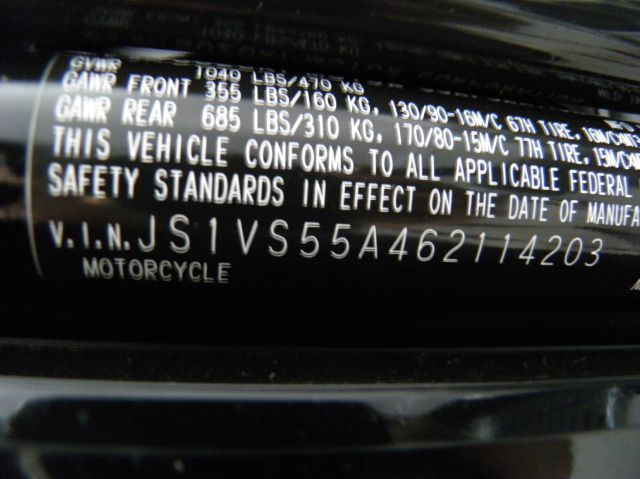 GVWR 1040 LBS/470 KG
GAWR FRONT 355 LBS/160 KG, 130/90-16M/C 67H TIRE,
GAWR REAR 685 LBS/310 KG, 170/80-15M/C 77H TIRE,
THIS VEHICLE CONFORMS TO ALL APPLICABLE FEDERAL
SAFETY STANDARDS IN EFFECT ON THE DATE OF MANUFA
V.I.N. JS1VS55A462114203
MOTORCYCLE